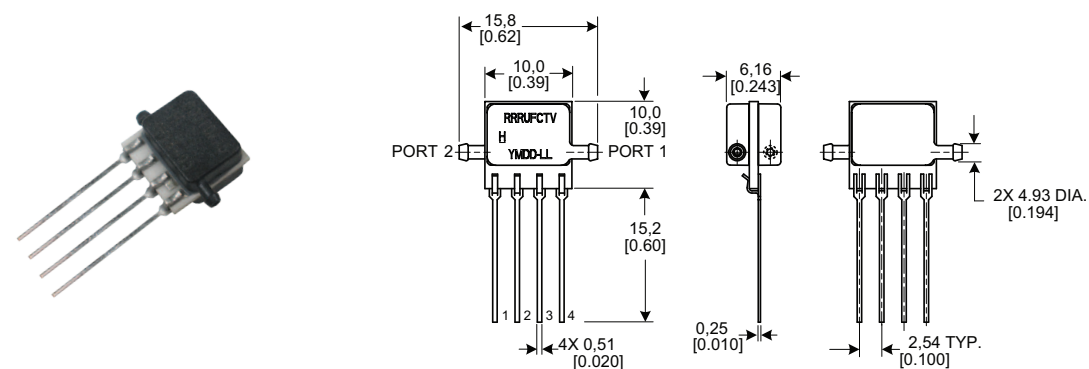 15,8
[0.62]
10,0
[0.39]
RRRUFCTV
H
YMDD-LL
PORT 2
PORT 1
10,0
[0.39]
15,2
[0.60]
1 2 3 4
4X 0,51
[0.020]
6,16
[0.243]
0,25
[0.010]
2X 4.93 DIA.
[0.194]
2,54 TYP.
[0.100]